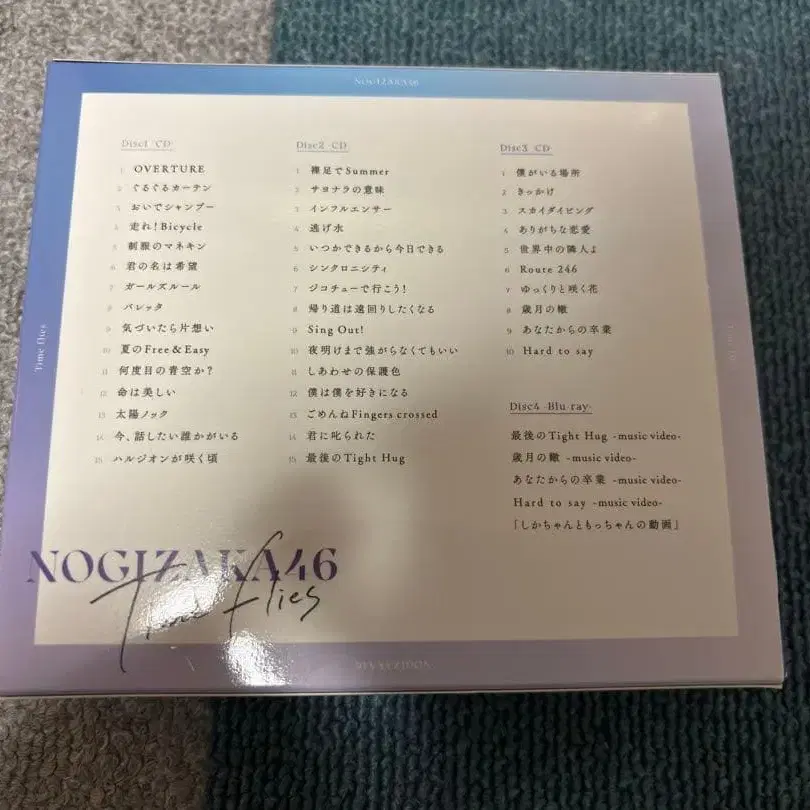 NOGIZAKA46
Disc1 CD
1 OVERTURE
2 ぐるぐるカーテン
3 おいでシャンプー
4 走れ!Bicycle
5 制服のマネキン
6 君の名は希望
7 ガールズルール
8 バレッタ
9 気づいたら片想い
10 夏のFree&Easy
11 何度目の青空か?
12 命は美しい
13 太陽ノック
14 今、話したい誰かがいる
15 ハルジオンが咲く頃
Disc2 CD
1 裸足でSummer
2 サヨナラの意味
3 インフルエンサー
4 逃げ水
5 いつかできるから今日できる
6 シンクロニシティ
7 ジコチューで行こう!
8 帰り道は遠回りしたくなる
9 Sing Out!
10 夜明けまで強がらなくてもいい
11 しあわせの保護色
12 僕は僕を好きになる
13 ごめんねFingers crossed
14 君に叱られた
15 最後のTight Hug
Disc3 CD
1 僕がいる場所
2 きっかけ
3 スカイダイビング
4 ありがちな恋愛
5 世界中の隣人よ
6 Route 246
7 ゆっくりと咲く花
8 歳月の轍
9 あなたからの卒業
10 Hard to say
Disc4 -Blu-ray-
最後のTight Hug -music video-
歳月の轍 -music video-
あなたからの卒業 -music video-
Hard to say -music video-
「しかちゃんともっちゃんの動画」
Time flies
NOGIZAKA46
Time flies
NOGIZAKA46